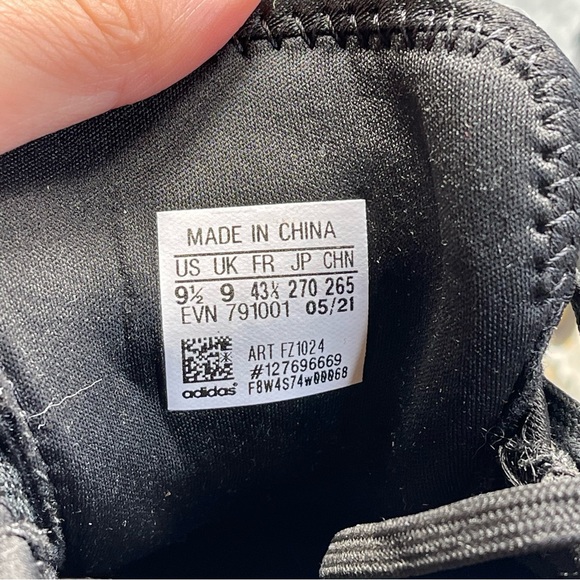 MADE IN CHINA
US UK FR JP CHN
9½ 9 43⅓ 270 265
EVN 791001 05/21
ART FZ1024
#127696669
adidas® F8W4S74w00068